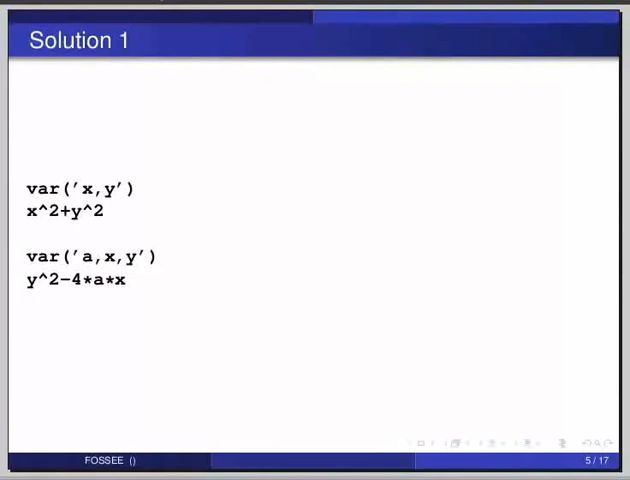 Solution 1
var('x,y')
x^2+y^2
var('a,x,y')
y^2-4*a*x
FOSSEE ()
5 / 17